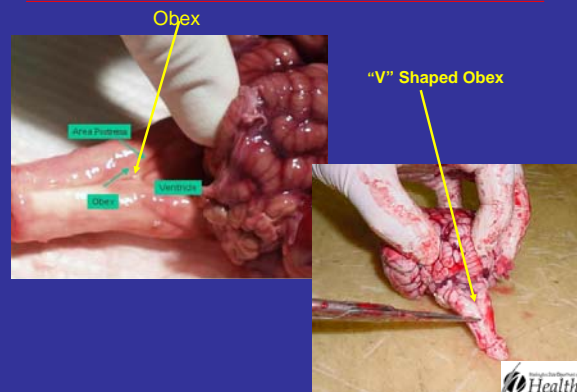 Obex
“V” Shaped Obex
Area Postrema
Obex
Ventricle
Health